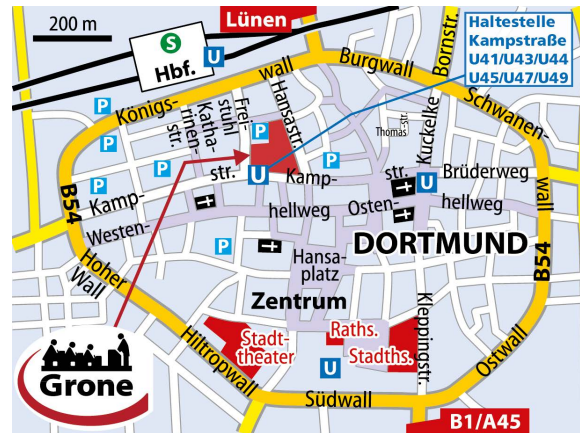 200 m
Lünen
S
Hbf.
U
Haltestelle
Kampstraße
U41/U43/U44
U45/U47/U49
Königs-
wall
Burgwall
Bornstr.
Schwanen-
wall
P
P
P
P
P
P
P
P
Katha-
rinen-
str.
Frei-
stuhl
Hansastr.
Thomas-
str.
Kuckelke
str.
Brüderweg
U
U
Kamp-
str.
Kamp-
Westen-
hellweg
Osten-
hellweg
B54
B54
Hoher
Wall
DORTMUND
Hansa-
platz
Zentrum
Grone
Hiltropwall
Stadt-
theater
Raths.
Stadths.
Kleppingstr.
Ostwall
U
Südwall
B1/A45